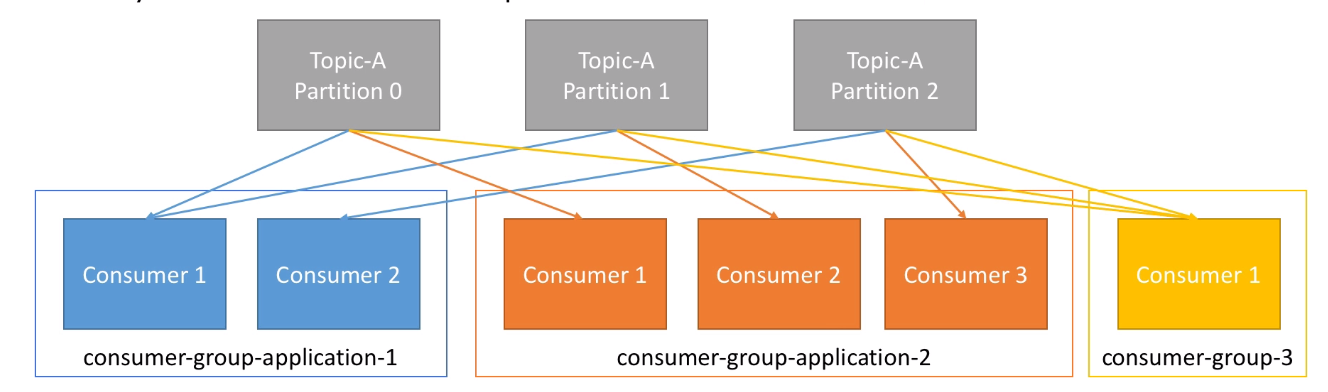 Topic-A
Partition 0
Topic-A
Partition 1
Topic-A
Partition 2
Consumer 1
Consumer 2
consumer-group-application-1
Consumer 1
Consumer 2
Consumer 3
consumer-group-application-2
Consumer 1
consumer-group-3